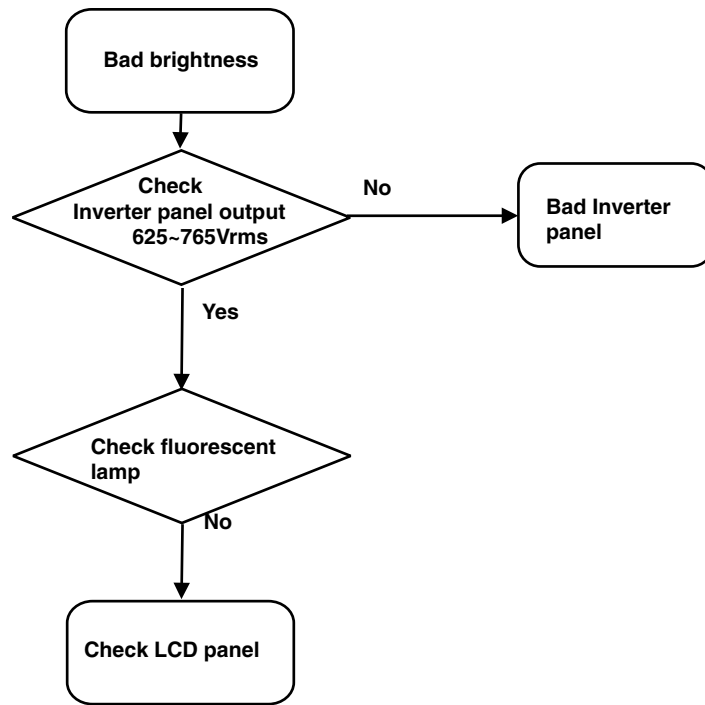 Bad brightness
Check
Inverter panel output
625~765Vrms
No
Bad Inverter
panel
Yes
Check fluorescent
lamp
No
Check LCD panel